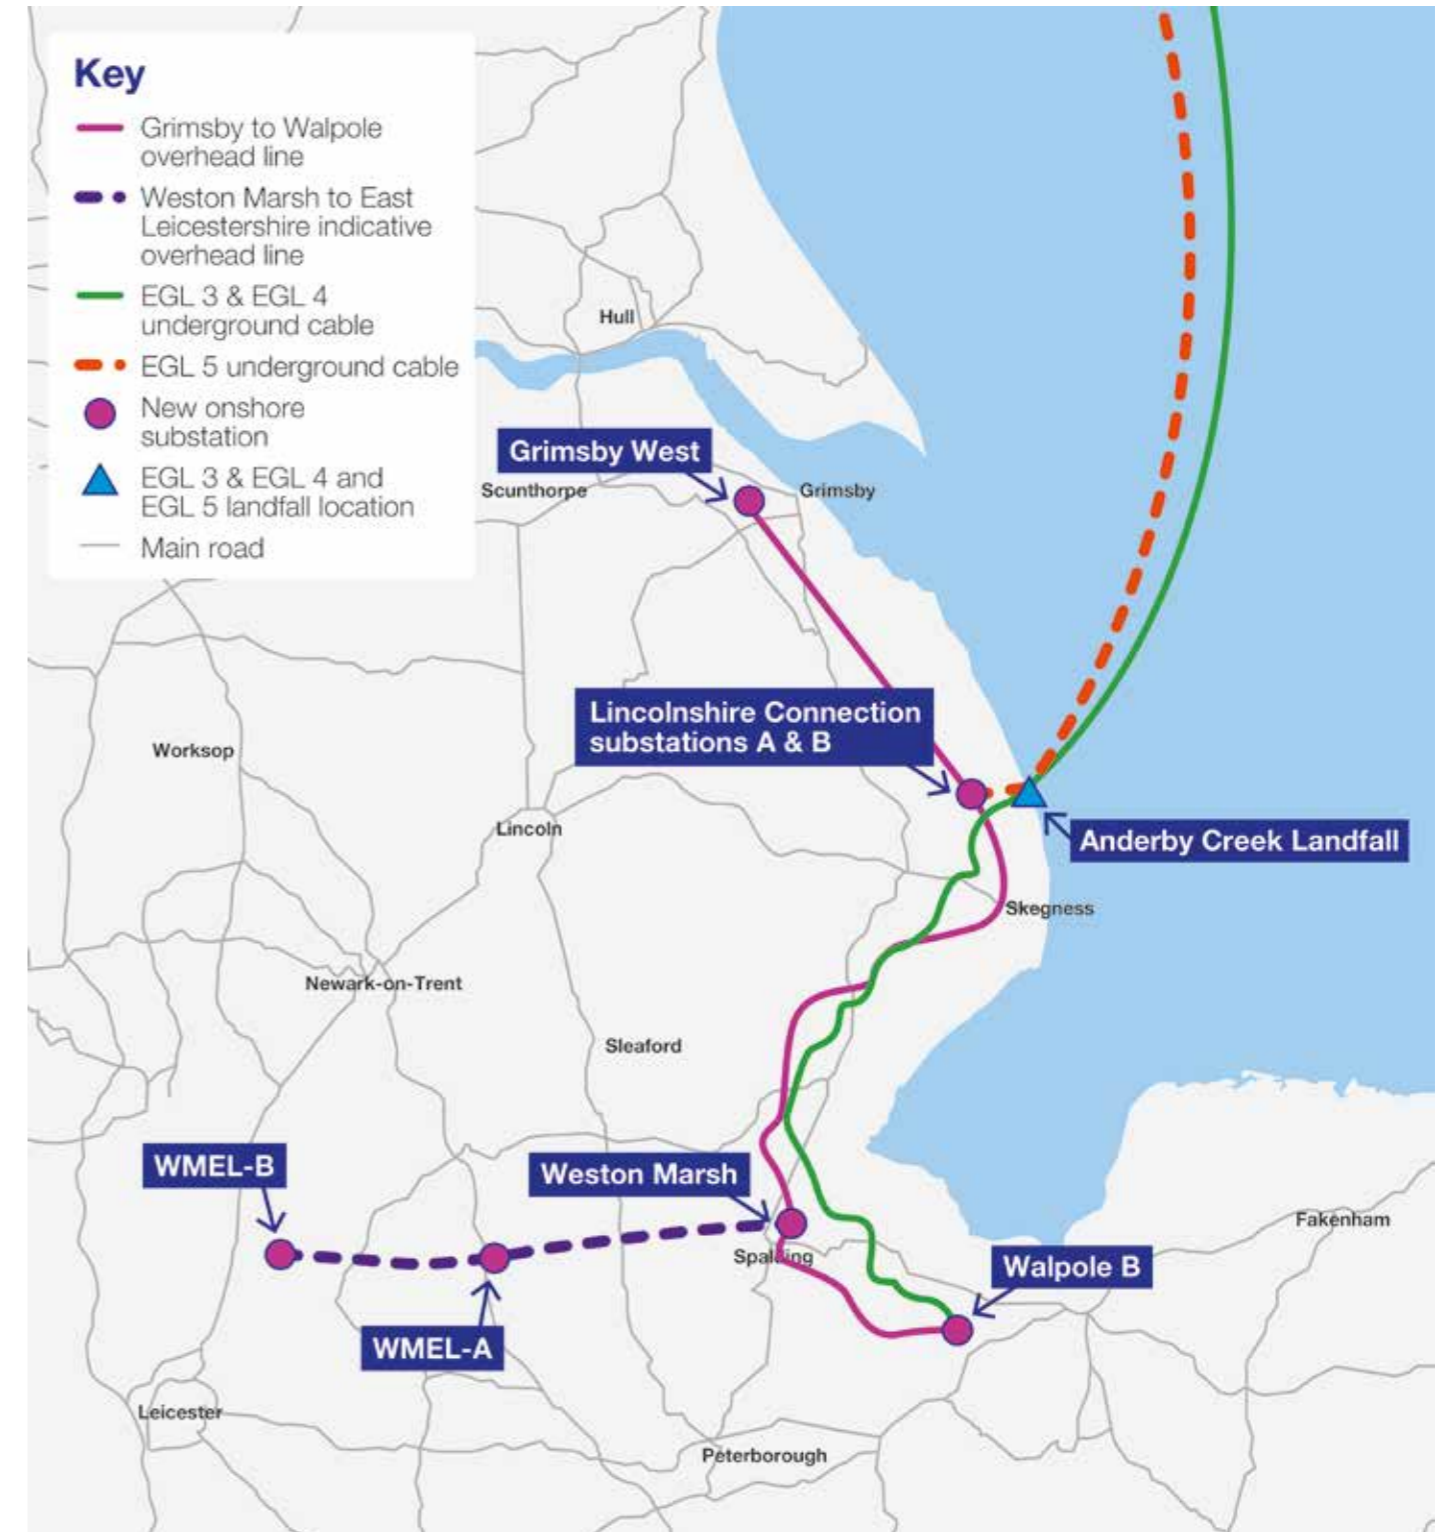 Key
Grimsby to Walpole
overhead line
Weston Marsh to East
Leicestershire indicative
overhead line
EGL 3 & EGL 4
underground cable
EGL 5 underground cable
New onshore
substation
EGL 3 & EGL 4 and
EGL 5 landfall location
Main road
Hull
Grimsby West
Scunthorpe
Grimsby
Lincolnshire Connection
substations A & B
Worksop
Lincoln
Anderby Creek Landfall
Skegness
Newark-on-Trent
Sleaford
WMEL-B
Weston Marsh
Fakenham
Spalding
Walpole B
WMEL-A
Leicester
Peterborough